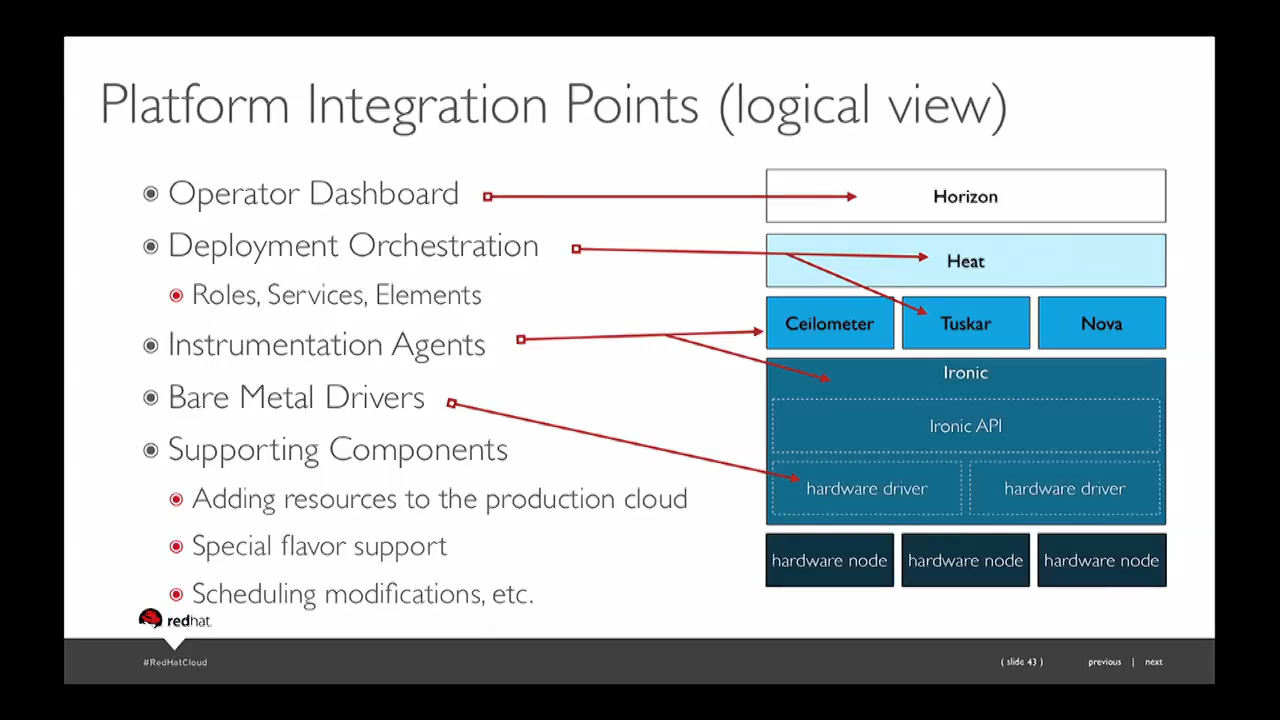 Platform Integration Points (logical view)
Operator Dashboard
Deployment Orchestration
Roles, Services, Elements
Instrumentation Agents
Bare Metal Drivers
Supporting Components
Adding resources to the production cloud
Special flavor support
Scheduling modifications, etc.
Horizon
Heat
Ceilometer
Tuskar
Nova
Ironic
Ironic API
hardware driver
hardware driver
hardware node
hardware node
hardware node
redhat.
#RedHatCloud
( slide 43 )
previous | next